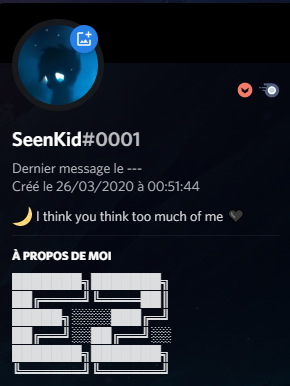 SeenKid#0001
Dernier message le ---
Créé le 26/03/2020 à 00:51:44
🌙 I think you think too much of me 🖤
À PROPOS DE MOI
███████╗███████╗
██╔════╝╚════██║
█████╗░░░░███╔═╝
██╔══╝░░██╔══╝░░
███████╗███████╗
╚══════╝╚══════╝